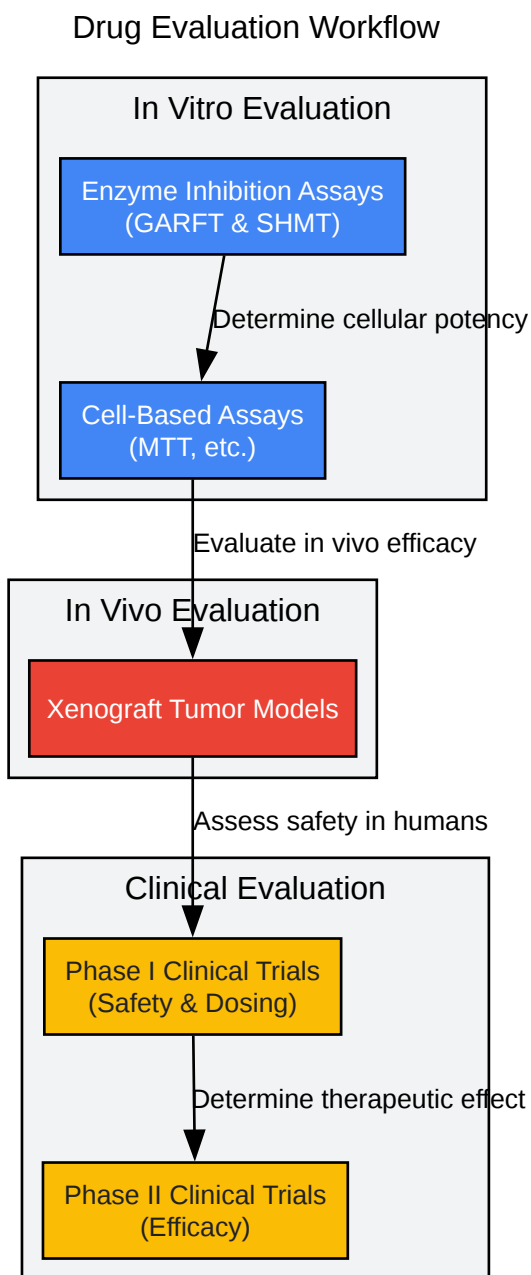 Drug Evaluation Workflow
In Vitro Evaluation
Enzyme Inhibition Assays
(GARFT & SHMT)
Determine cellular potency
Cell-Based Assays
(MTT, etc.)
Evaluate in vivo efficacy
In Vivo Evaluation
Xenograft Tumor Models
Assess safety in humans
Clinical Evaluation
Phase I Clinical Trials
(Safety & Dosing)
Determine therapeutic effect
Phase II Clinical Trials
(Efficacy)